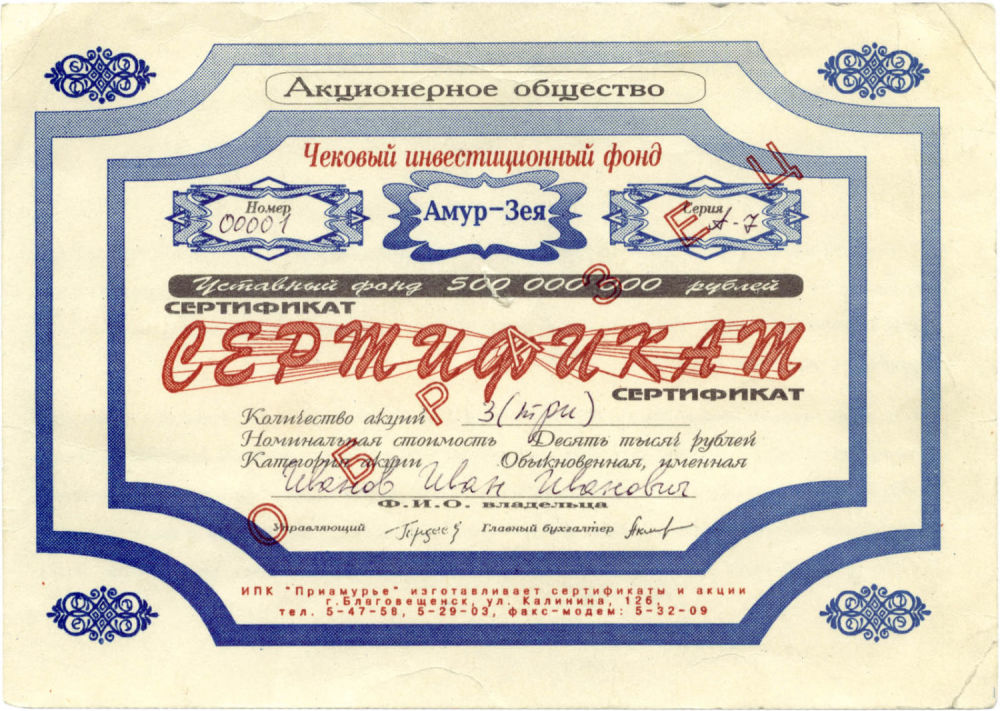 Акционерное общество
Чековый инвестиционный фонд
Номер
00001
Амур-Зея
Серия
А-7
Уставный фонд 500 000 000 рублей
СЕРТИФИКАТ
СЕРТИФИКАТ
СЕРТИФИКАТ
Количество акций 3 (три)
Номинальная стоимость Десять тысяч рублей
Категория акции Обыкновенная, именная
Иванов Иван Иванович
Ф.И.О. владельца
Управляющий Главный бухгалтер
ИПК "Приамурье" изготавливает сертификаты и акции
г.Благовещенск, ул. Калинина, 126.
тел. 5-47-58, 5-29-03, факс-модем: 5-32-09
ОБРАЗЕЦ